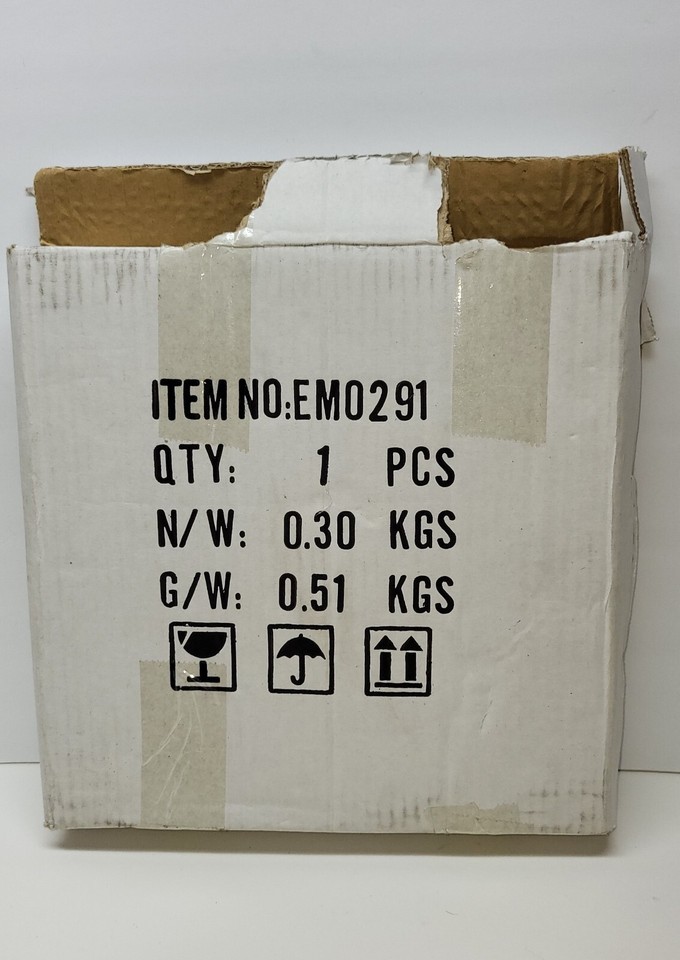 ITEM NO:EM0291
QTY: 1 PCS
N/W: 0.30 KGS
G/W: 0.51 KGS